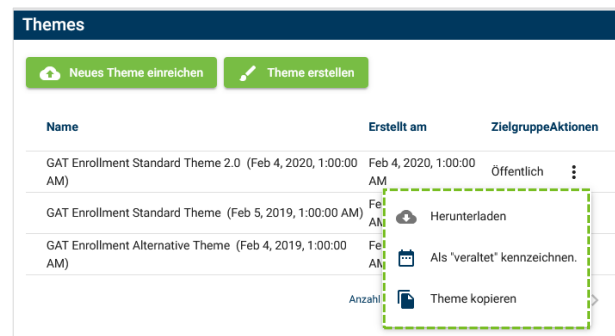 Themes
Neues Theme einreichen
Theme erstellen
Name Erstellt am ZielgruppeAktionen
GAT Enrollment Standard Theme 2.0 (Feb 4, 2020, 1:00:00 Feb 4, 2020, 1:00:00 Öffentlich
AM) AM
GAT Enrollment Standard Theme (Feb 5, 2019, 1:00:00 AM) Fe
Herunterladen
GAT Enrollment Alternative Theme (Feb 4, 2019, 1:00:00 Fe
AM)
Als "veraltet" kennzeichnen.
Anzahl
Theme kopieren